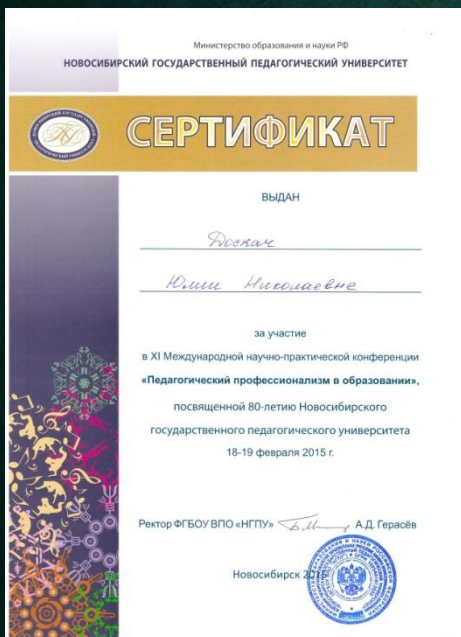 Министерство образования и науки РФ
НОВОСИБИРСКИЙ ГОСУДАРСТВЕННЫЙ ПЕДАГОГИЧЕСКИЙ УНИВЕРСИТЕТ
СЕРТИФИКАТ
ВЫДАН
Доскач
Юлии Николаевне
за участие
в XI Международной научно-практической конференции
«Педагогический профессионализм в образовании»,
посвященной 80-летию Новосибирского
государственного педагогического университета
18-19 февраля 2015 г.
Ректор ФГБОУ ВПО «НГПУ» А.Д. Герасёв
Новосибирск 2015